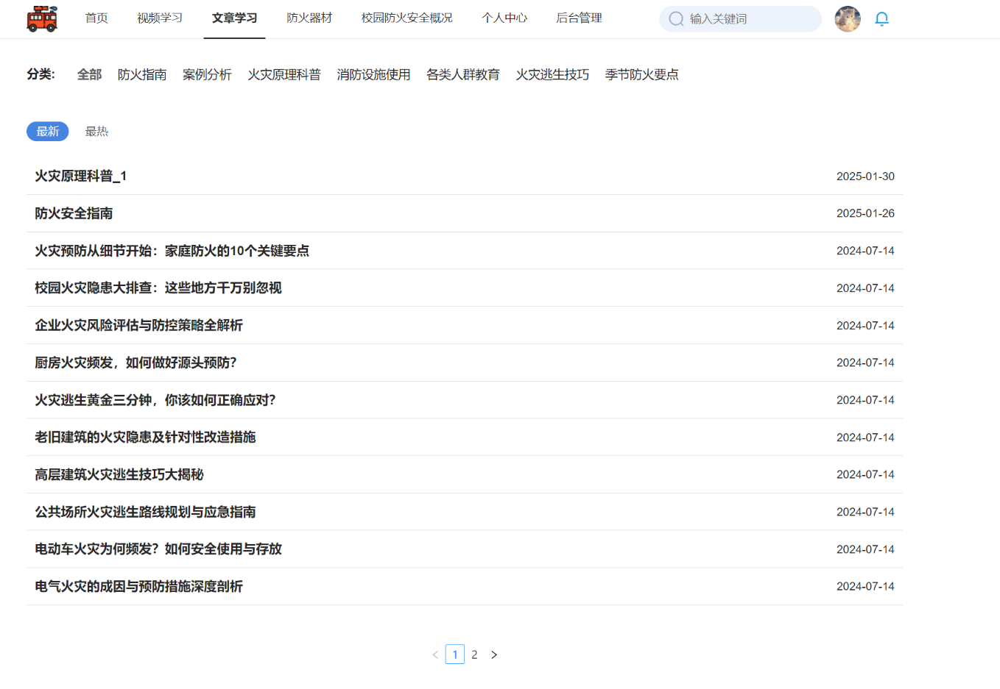 首页 视频学习 文章学习 防火器材 校园防火安全概况 个人中心 后台管理 输入关键词
分类: 全部 防火指南 案例分析 火灾原理科普 消防设施使用 各类人群教育 火灾逃生技巧 季节防火要点
最新 最热
火灾原理科普_1 2025-01-30
防火安全指南 2025-01-26
火灾预防从细节开始：家庭防火的10个关键要点 2024-07-14
校园火灾隐患大排查：这些地方千万别忽视 2024-07-14
企业火灾风险评估与防控策略全解析 2024-07-14
厨房火灾频发，如何做好源头预防？ 2024-07-14
火灾逃生黄金三分钟，你该如何正确应对？ 2024-07-14
老旧建筑的火灾隐患及针对性改造措施 2024-07-14
高层建筑火灾逃生技巧大揭秘 2024-07-14
公共场所火灾逃生路线规划与应急指南 2024-07-14
电动车火灾为何频发？如何安全使用与存放 2024-07-14
电气火灾的成因与预防措施深度剖析 2024-07-14
1 2